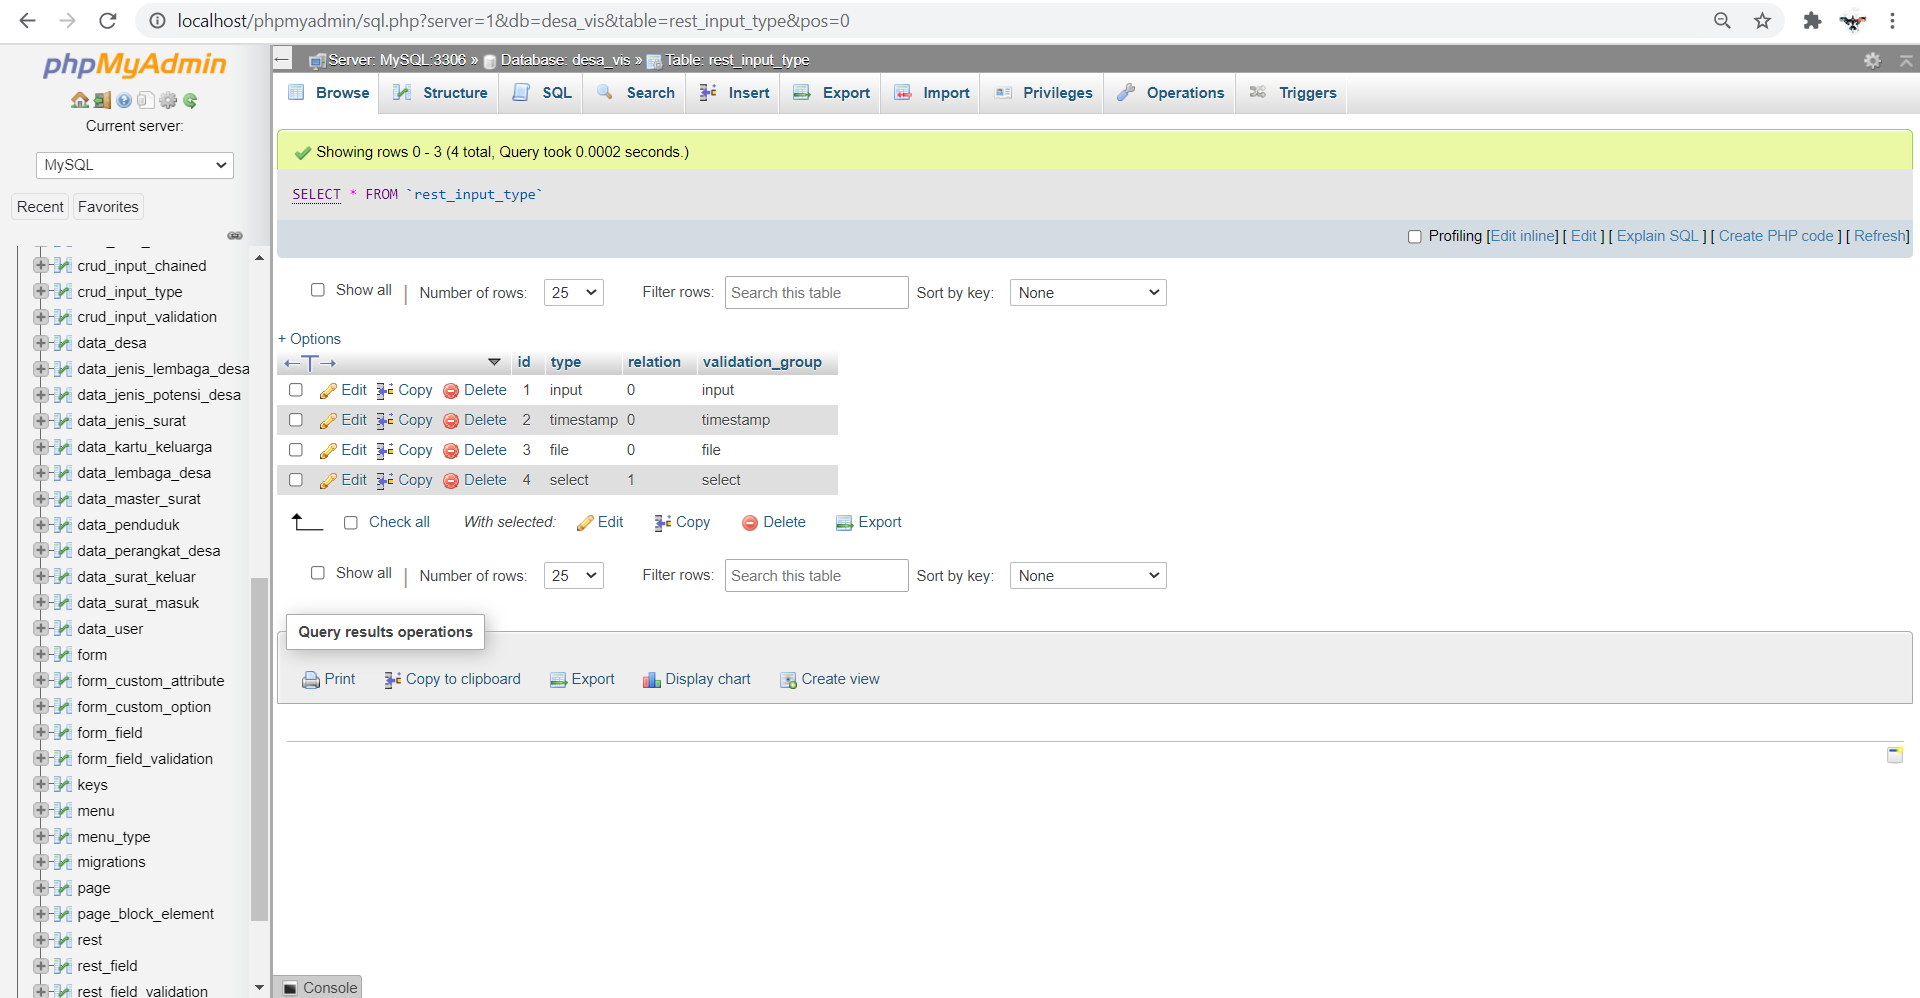 localhost/phpmyadmin/sql.php?server=1&db=desa_vis&table=rest_input_type&pos=0
phpMyAdmin
Current server:
MySQL
Recent Favorites
crud_input_chained
crud_input_type
crud_input_validation
data_desa
data_jenis_lembaga_desa
data_jenis_potensi_desa
data_jenis_surat
data_kartu_keluarga
data_lembaga_desa
data_master_surat
data_penduduk
data_perangkat_desa
data_surat_keluar
data_surat_masuk
data_user
form
form_custom_attribute
form_custom_option
form_field
form_field_validation
keys
menu
menu_type
migrations
page
page_block_element
rest
rest_field
rest_field_validation
Server: MySQL:3306 » Database: desa_vis » Table: rest_input_type
Browse Structure SQL Search Insert Export Import Privileges Operations Triggers
Showing rows 0 - 3 (4 total, Query took 0.0002 seconds.)
SELECT * FROM `rest_input_type`
Profiling [Edit inline] [ Edit ] [ Explain SQL ] [ Create PHP code ] [ Refresh]
Show all | Number of rows: 25 Filter rows: Search this table Sort by key: None
+ Options
←T→ id type relation validation_group
Edit Copy Delete 1 input 0 input
Edit Copy Delete 2 timestamp 0 timestamp
Edit Copy Delete 3 file 0 file
Edit Copy Delete 4 select 1 select
Check all With selected: Edit Copy Delete Export
Show all | Number of rows: 25 Filter rows: Search this table Sort by key: None
Query results operations
Print Copy to clipboard Export Display chart Create view
Console